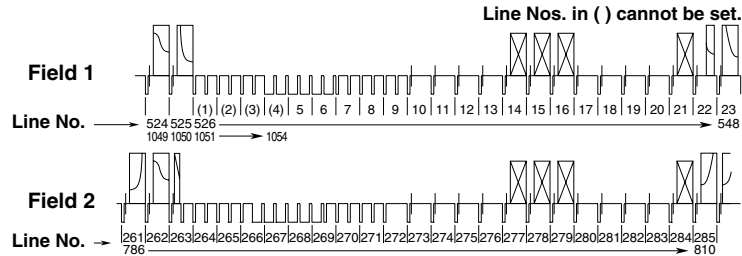 Line Nos. in ( ) cannot be set.
Field 1
(1) (2) (3) (4) 5 6 7 8 9 10 11 12 13 14 15 16 17 18 19 20 21 22 23
Line No. 524 525 526 548
1049 1050 1051 1054
Field 2
Line No. 261 262 263 264 265 266 267 268 269 270 271 272 273 274 275 276 277 278 279 280 281 282 283 284 285
786 810